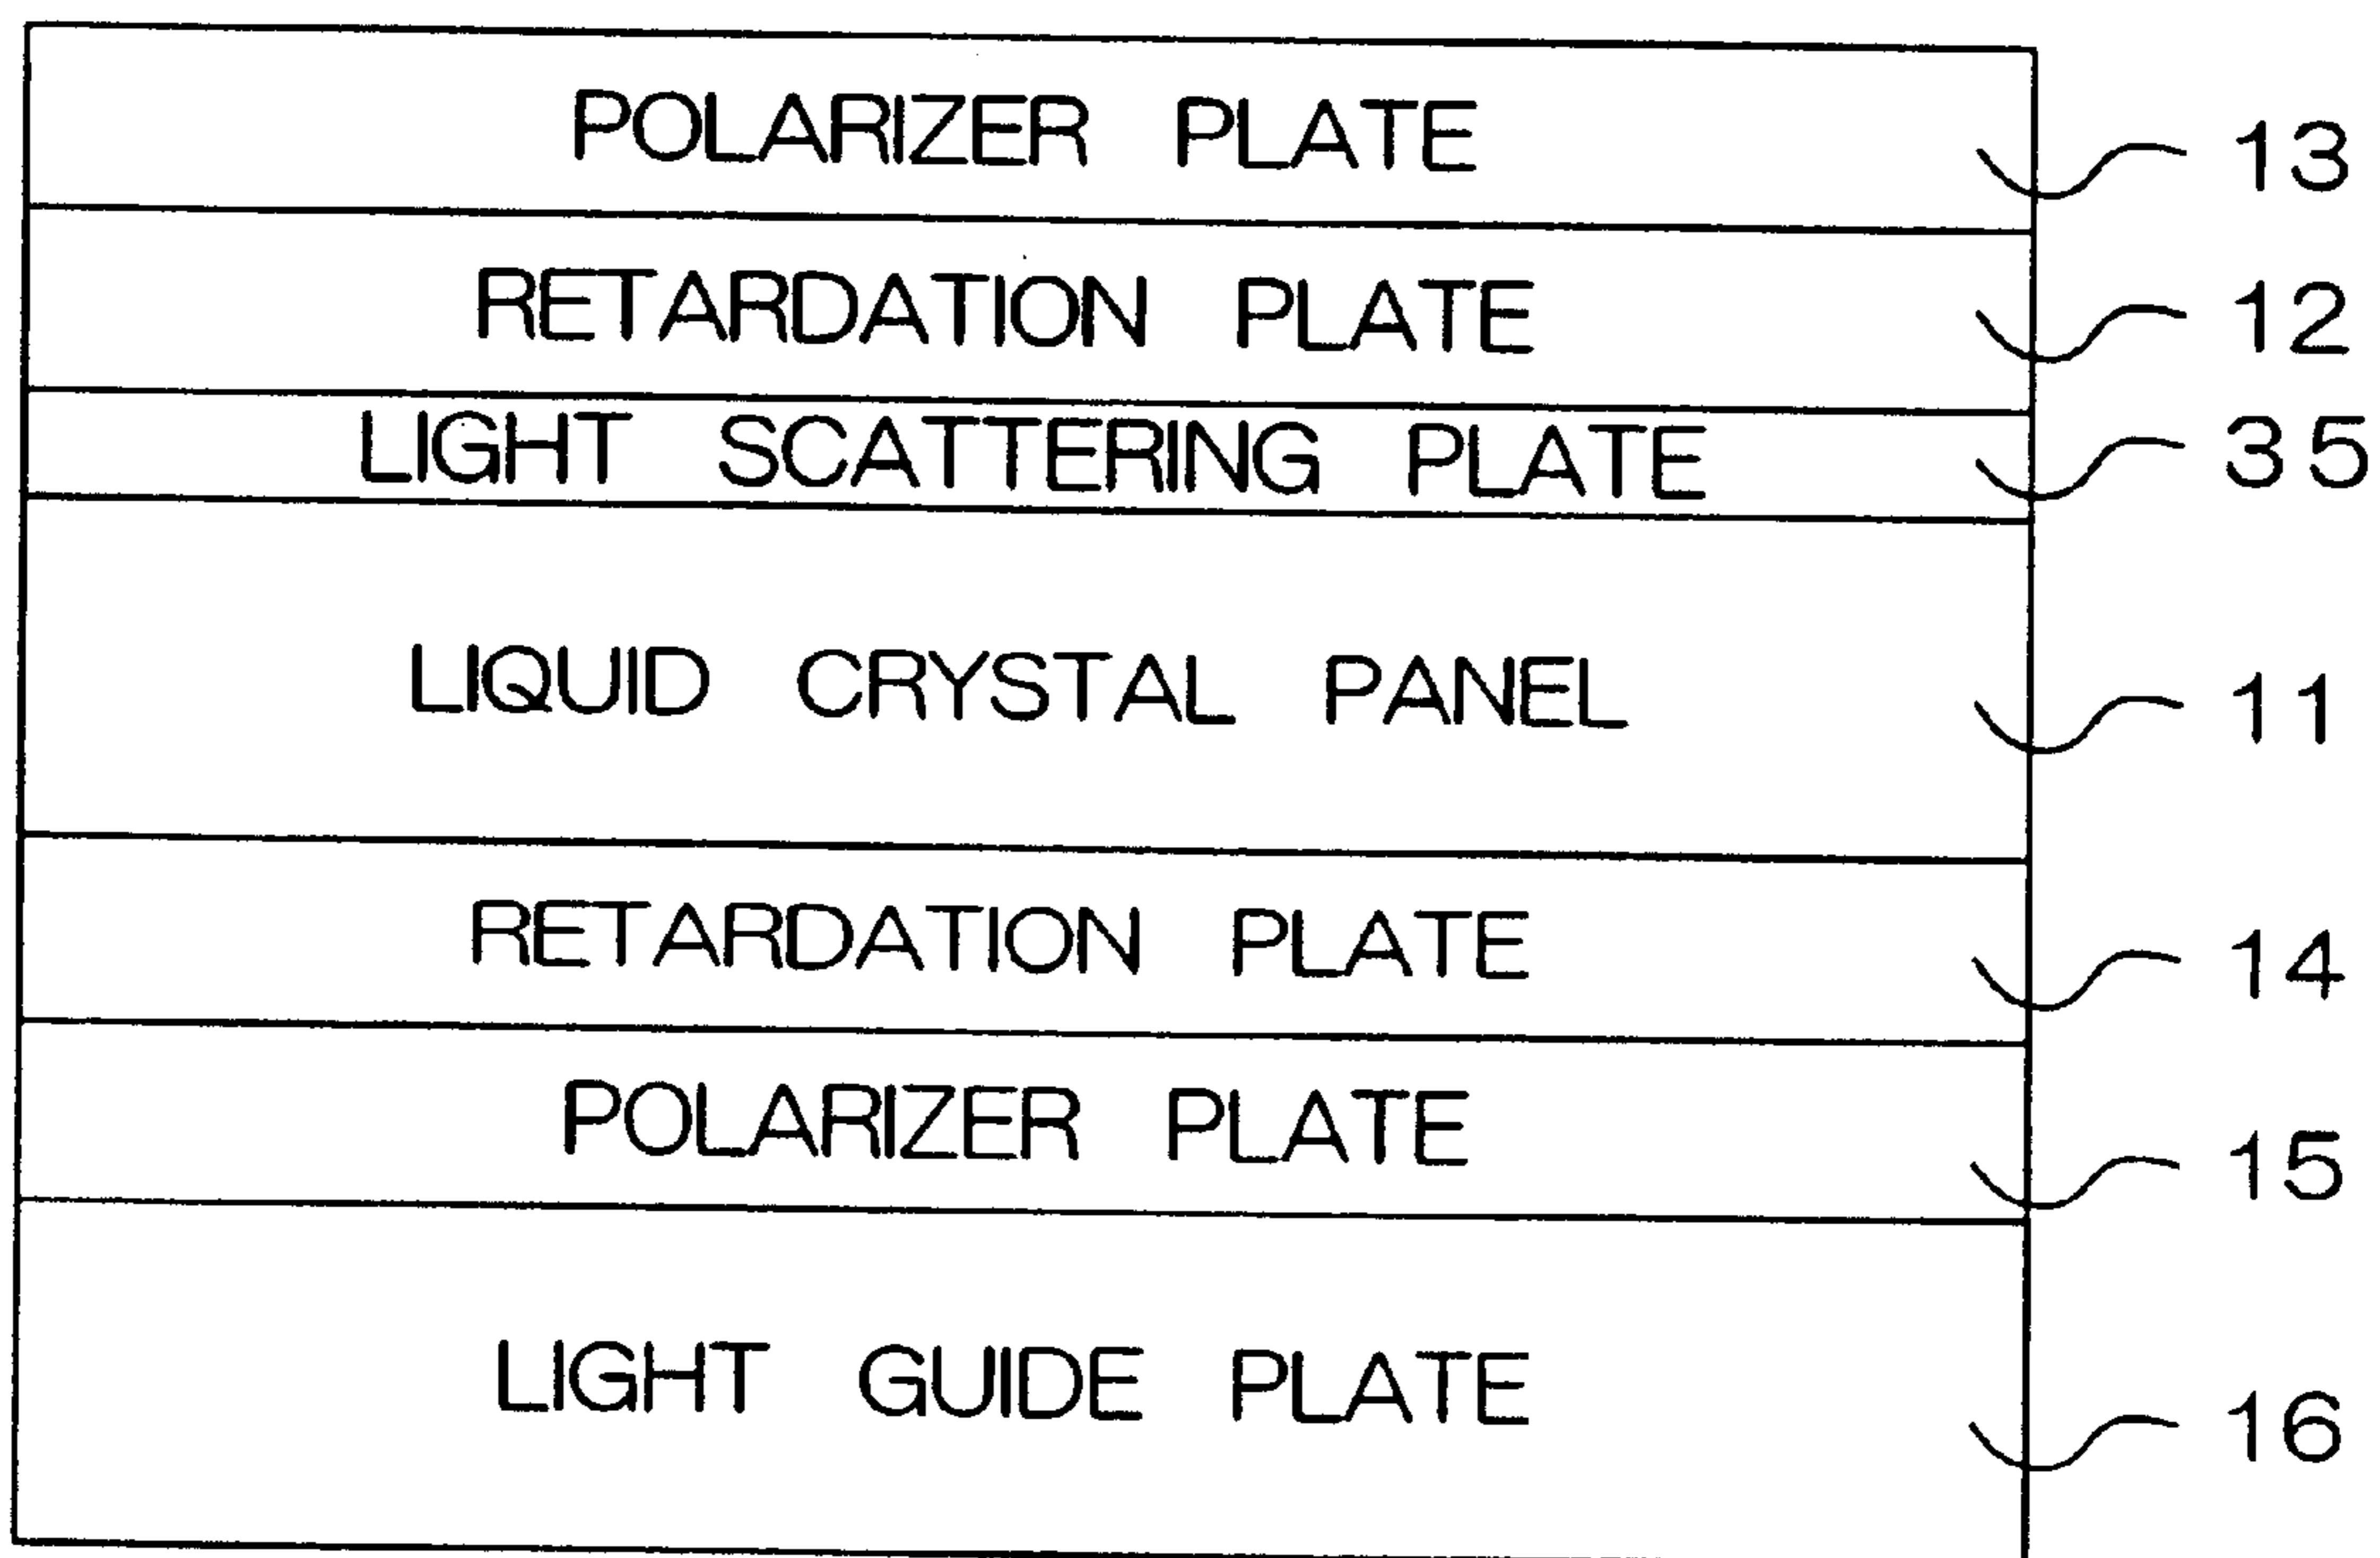 POLARIZER PLATE 13
RETARDATION PLATE 12
LIGHT SCATTERING PLATE 35
LIQUID CRYSTAL PANEL 11
RETARDATION PLATE 14
POLARIZER PLATE 15
LIGHT GUIDE PLATE 16